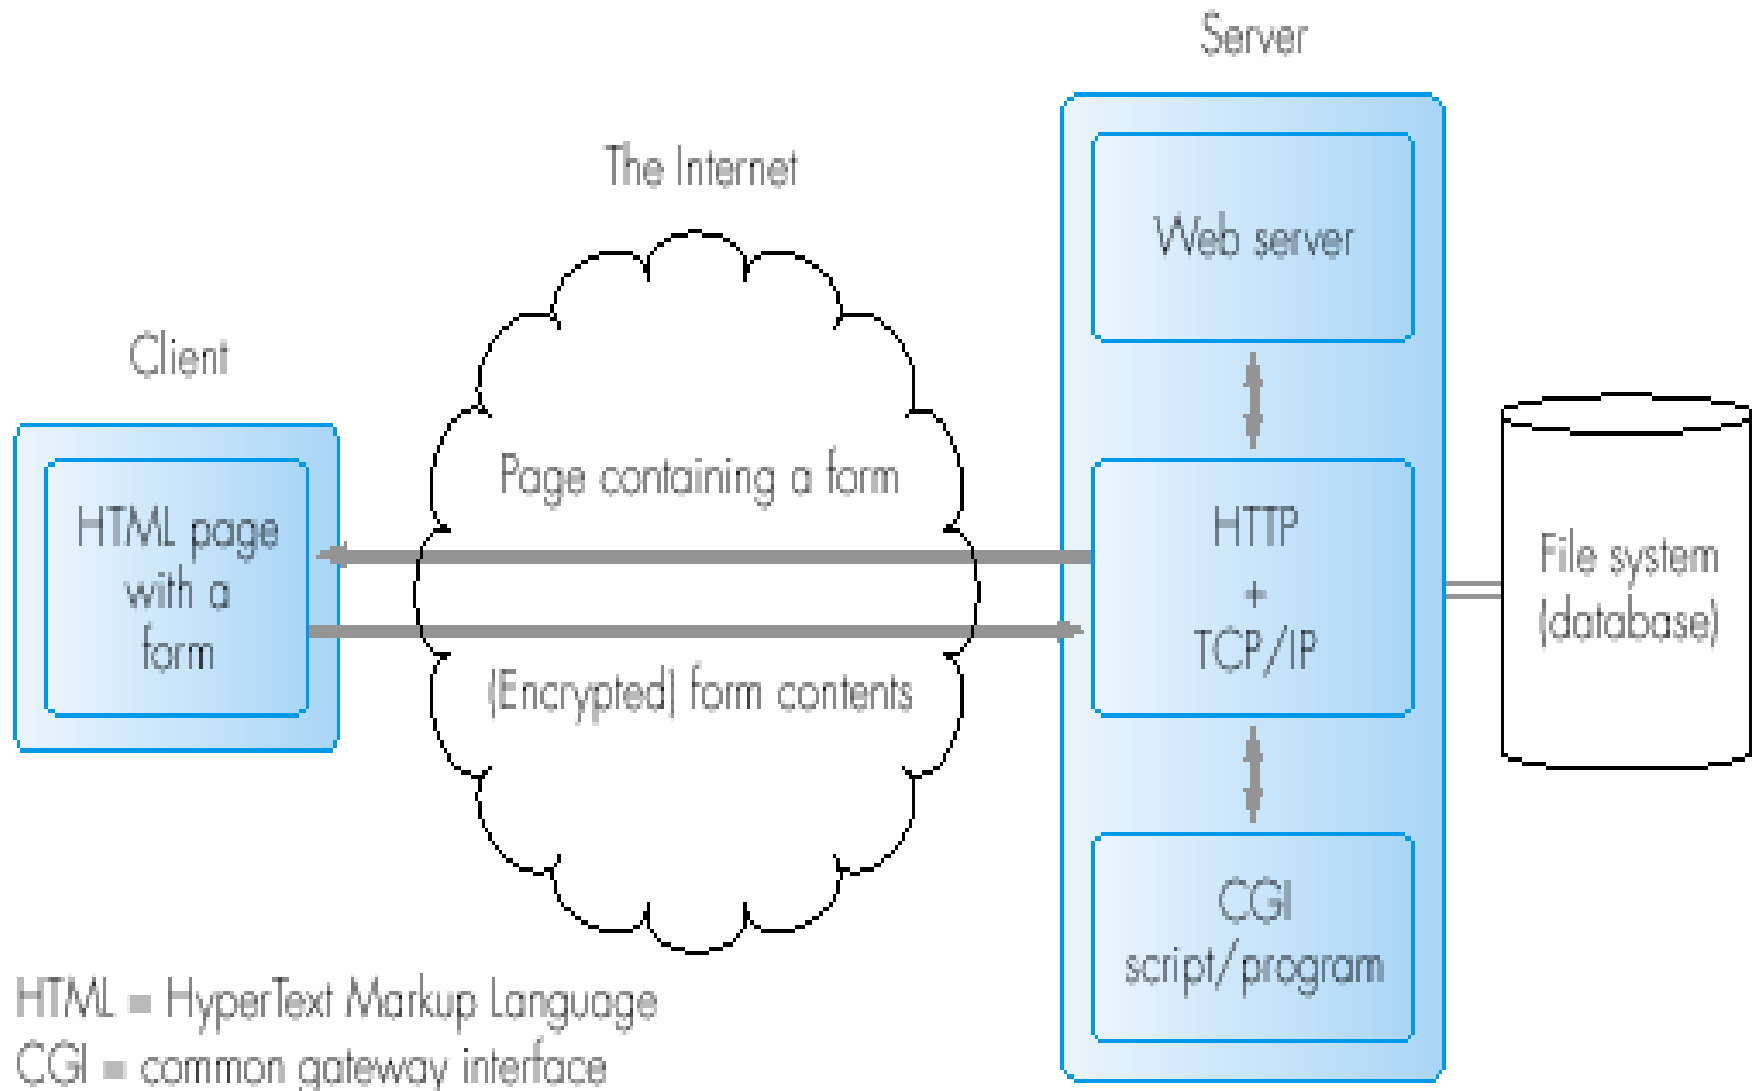 Server
The Internet
Web server
Client
Page containing a form
HTML page
with a
form
HTTP
+
TCP/IP
File system
(database)
(Encrypted) form contents
CGI
script/program
HTML = HyperText Markup Language
CGI = common gateway interface